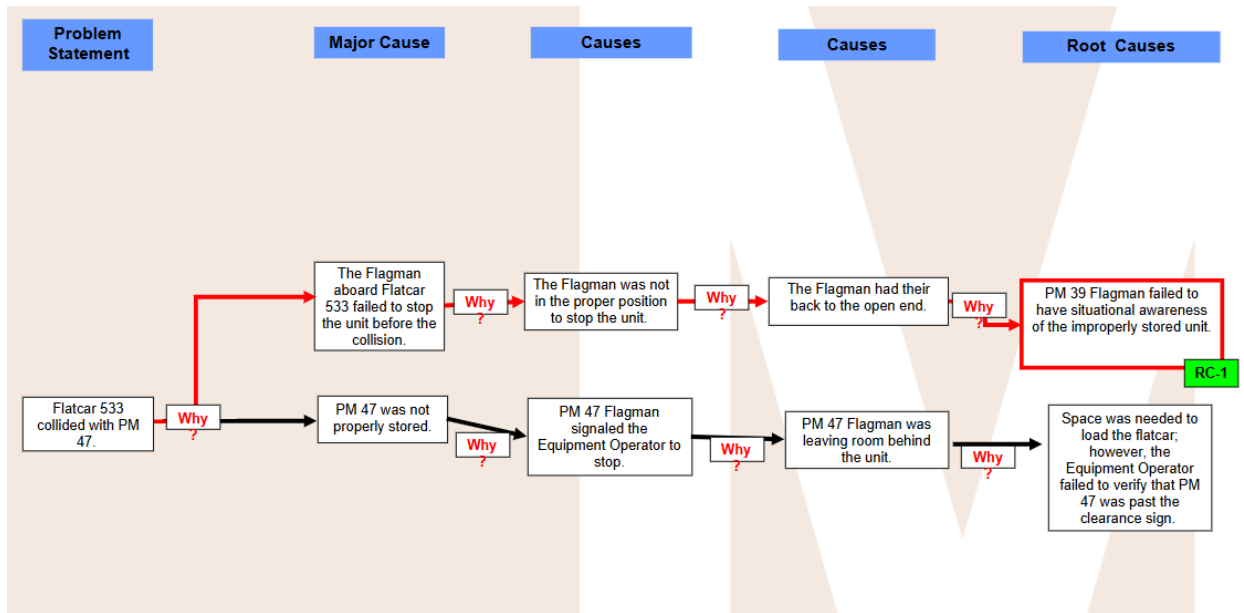 Problem
Statement
Major Cause
Causes
Causes
Root Causes
The Flagman
aboard Flatcar
533 failed to stop
the unit before the
collision.
Why
?
The Flagman was not
in the proper position
to stop the unit.
Why
?
The Flagman had their
back to the open end.
Why
?
PM 39 Flagman failed to
have situational awareness
of the improperly stored unit.
RC-1
Flatcar 533
collided with PM
47.
Why
?
PM 47 was not
properly stored.
Why
?
PM 47 Flagman
signaled the
Equipment Operator to
stop.
Why
?
PM 47 Flagman was
leaving room behind
the unit.
Why
?
Space was needed to
load the flatcar;
however, the
Equipment Operator
failed to verify that PM
47 was past the
clearance sign.